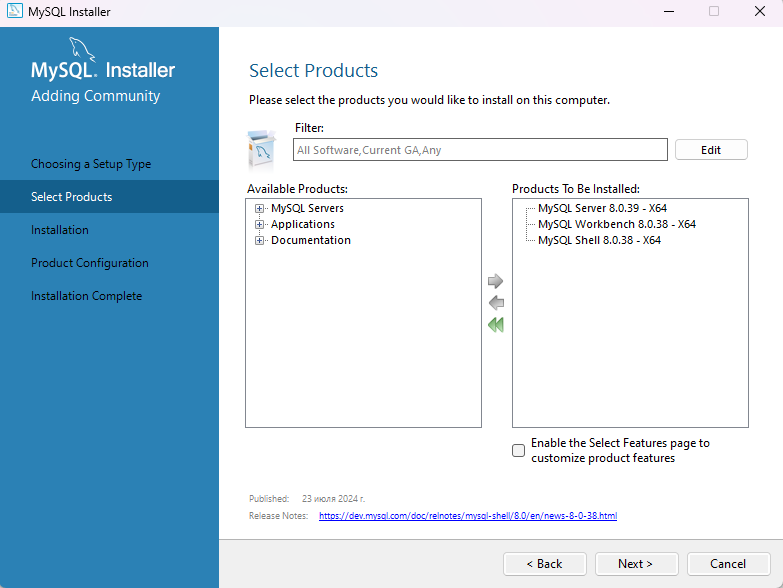 MySQL Installer
MySQL. Installer
Adding Community
Choosing a Setup Type
Select Products
Installation
Product Configuration
Installation Complete
Select Products
Please select the products you would like to install on this computer.
Filter:
All Software,Current GA,Any
Edit
Available Products:
MySQL Servers
Applications
Documentation
Products To Be Installed:
MySQL Server 8.0.39 - X64
MySQL Workbench 8.0.38 - X64
MySQL Shell 8.0.38 - X64
Enable the Select Features page to
customize product features
Published: 23 июля 2024 г.
Release Notes: https://dev.mysql.com/doc/relnotes/mysql-shell/8.0/en/news-8-0-38.html
< Back
Next >
Cancel